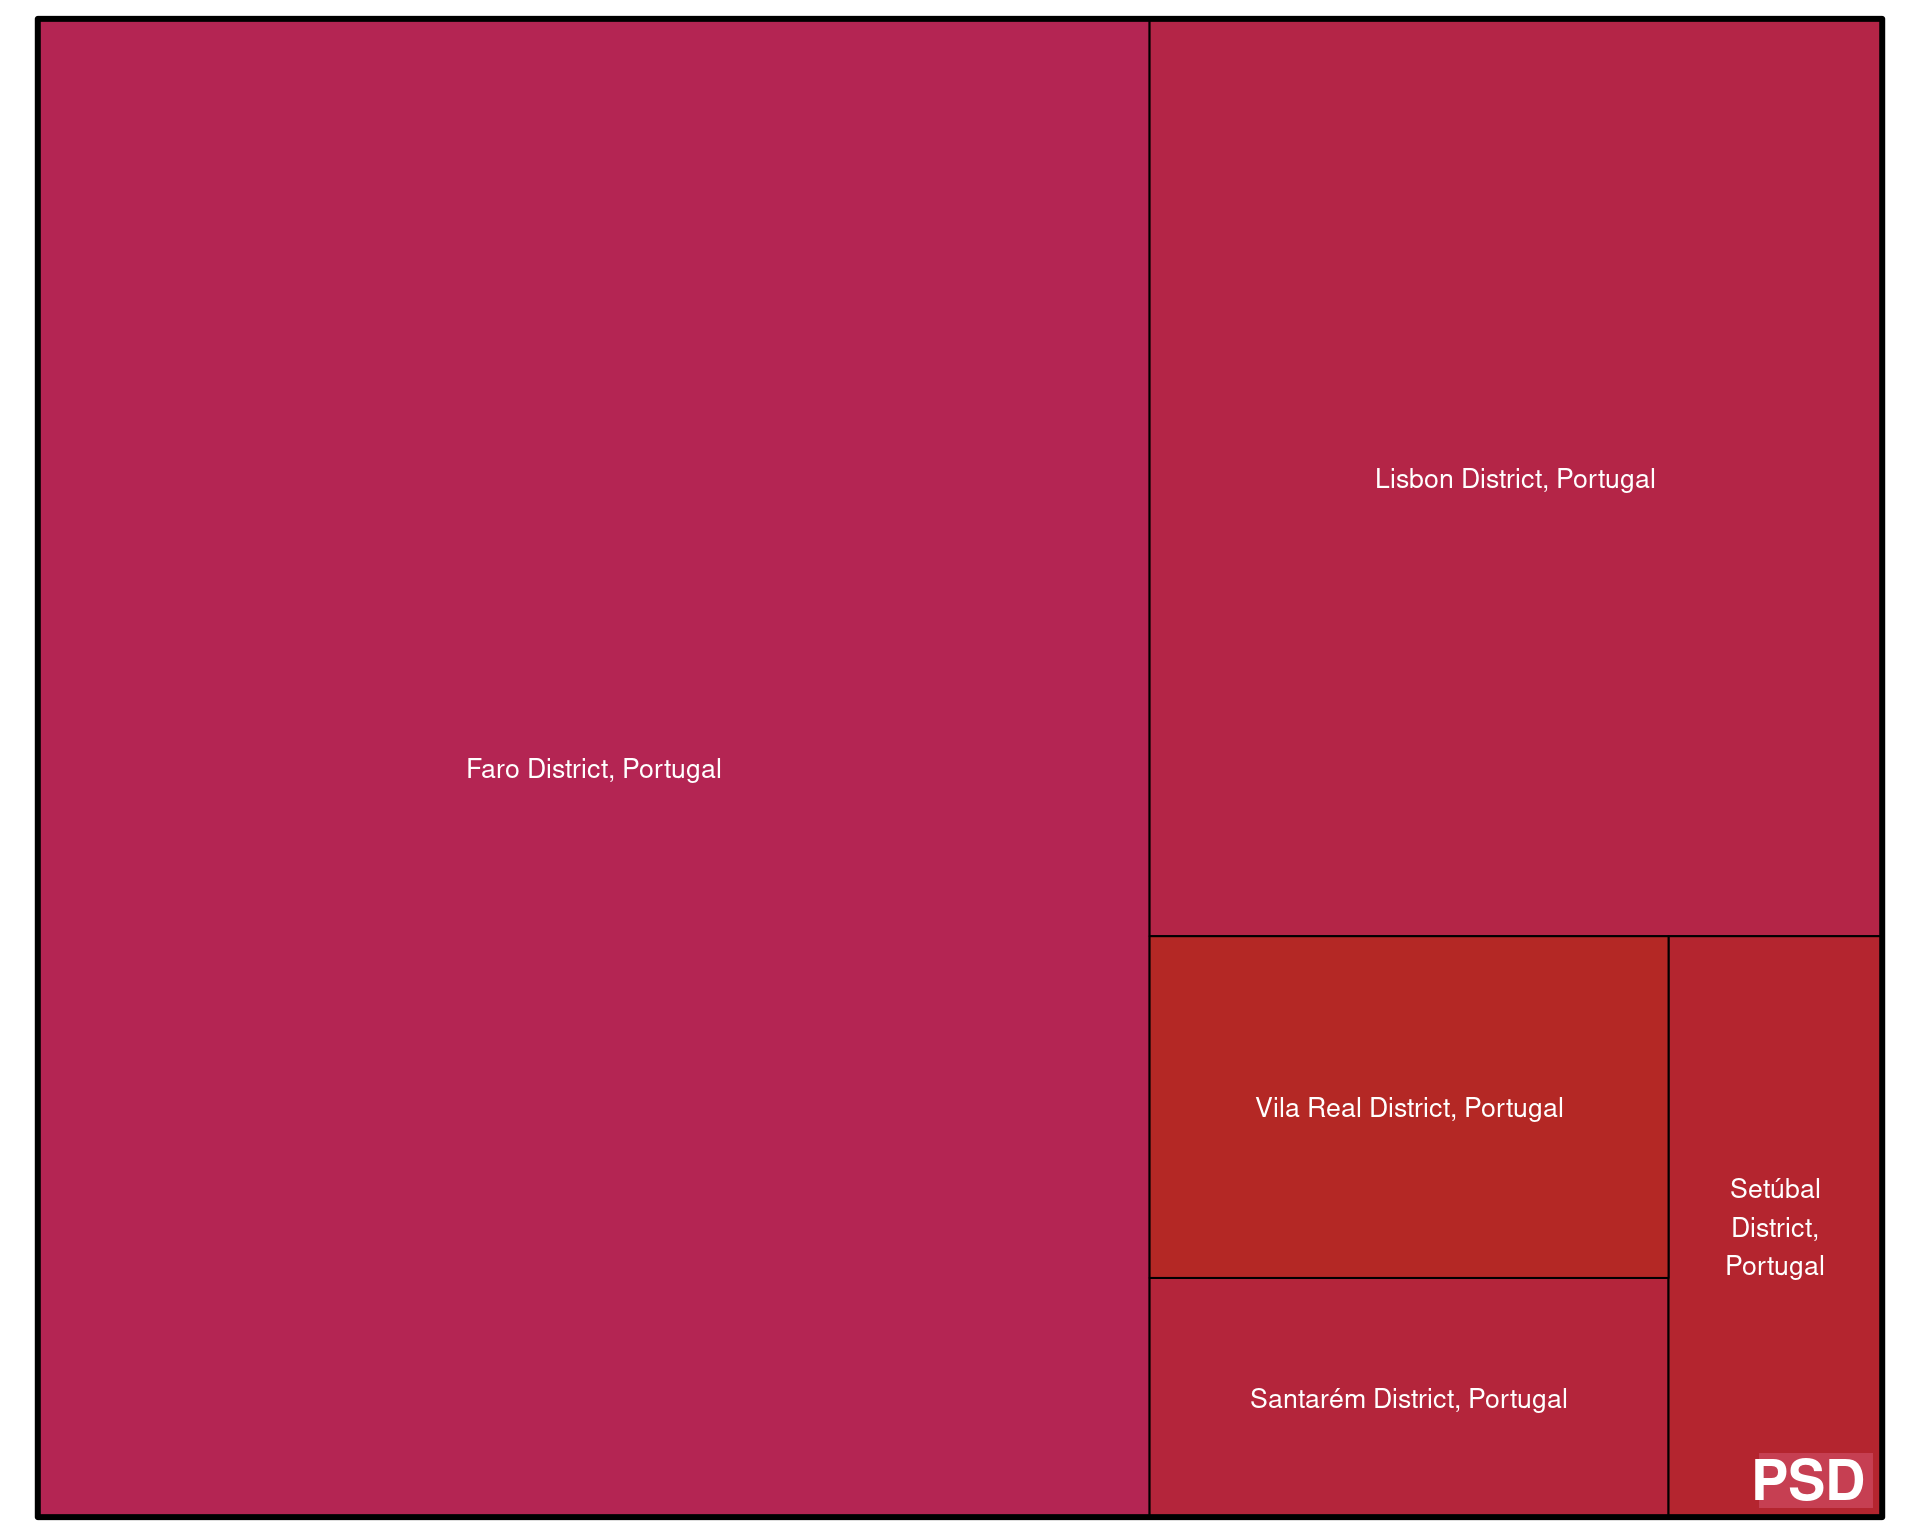 Faro District, Portugal
Lisbon District, Portugal
Vila Real District, Portugal
Santarém District, Portugal
Setúbal
District,
Portugal
PSD